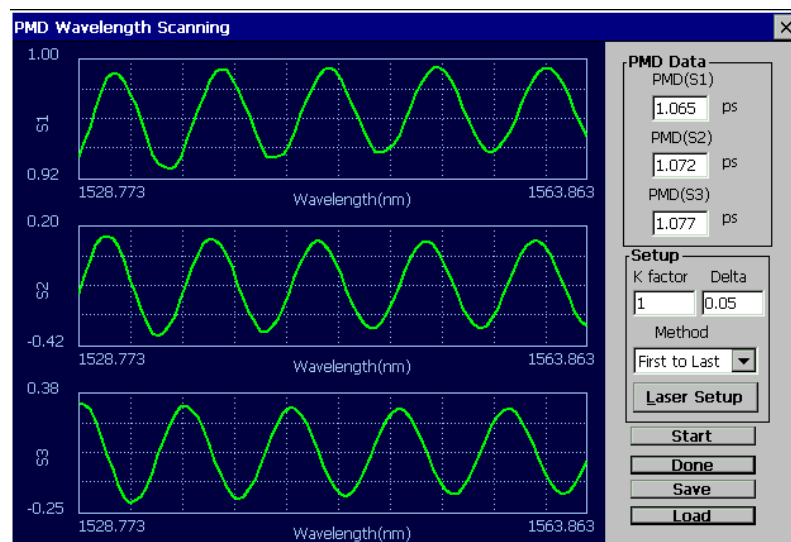 PMD Wavelength Scanning
1.00
S1
0.92
1528.773
Wavelength(nm)
1563.863
0.20
S2
-0.42
1528.773
Wavelength(nm)
1563.863
0.38
S3
-0.25
1528.773
Wavelength(nm)
1563.863
PMD Data
PMD(S1)
1.065 ps
PMD(S2)
1.072 ps
PMD(S3)
1.077 ps
Setup
K factor Delta
1 0.05
Method
First to Last
Laser Setup
Start
Done
Save
Load